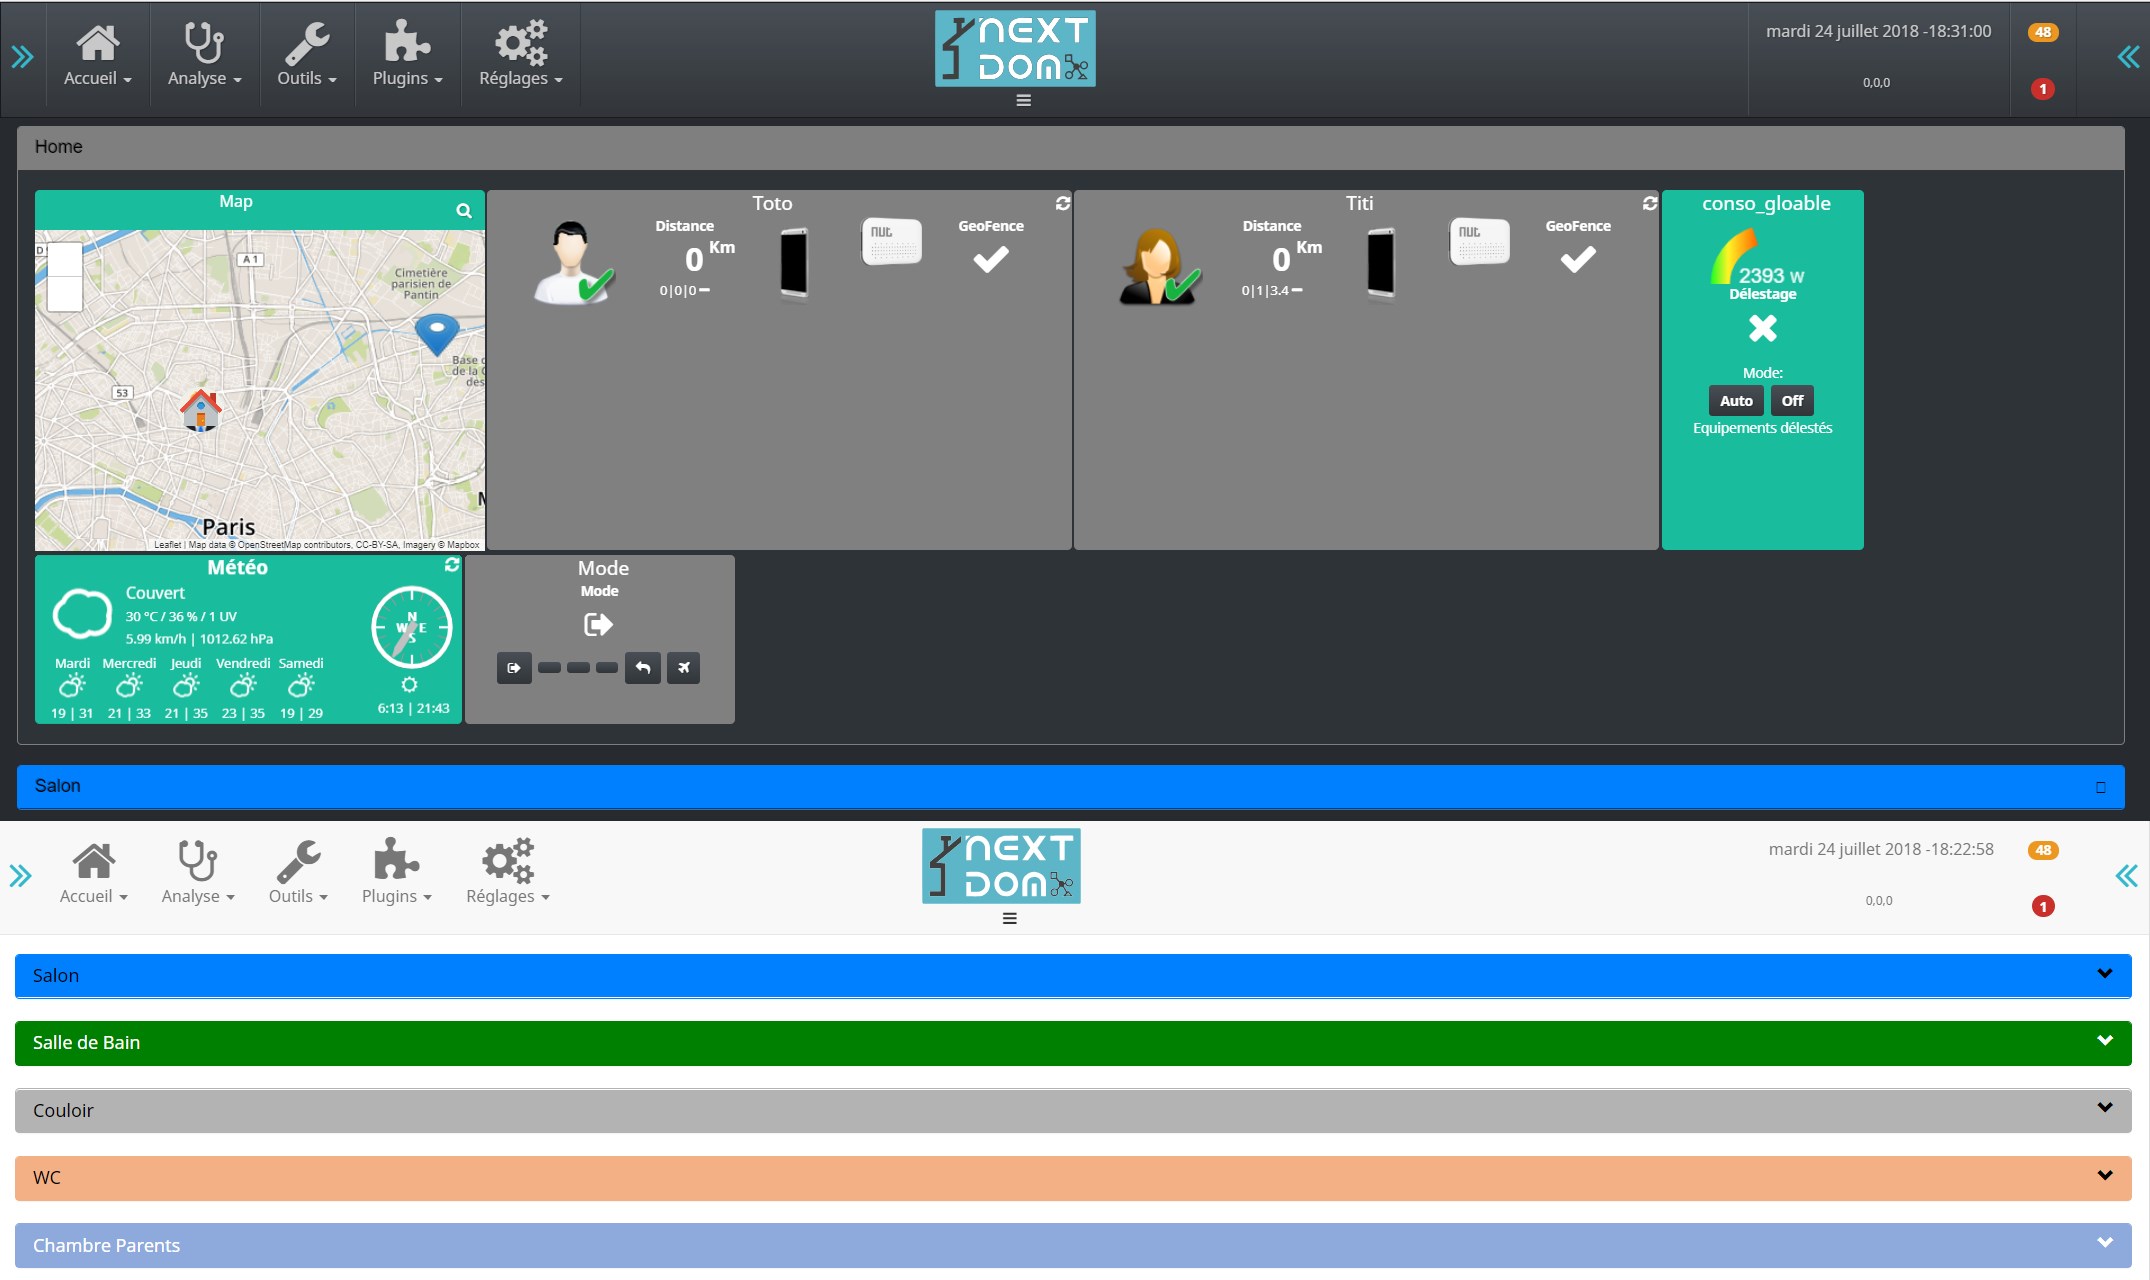 Accueil
Analyse
Outils
Plugins
Réglages
NEXT
DOM
mardi 24 juillet 2018 -18:31:00
0,0,0
48
1
Home
Map
A 1
Cimetière
parisien de
Pantin
53
Paris
Leaflet | Map data © OpenStreetMap contributors, CC-BY-SA, Imagery © Mapbox
Toto
Distance
0 Km
0|0|0
nut
GeoFence
Titi
Distance
0 Km
0|1|3.4
nut
GeoFence
conso_gloable
2393 W
Délestage
Mode:
Auto Off
Equipements délestés
Météo
Couvert
30 °C / 36 % / 1 UV
5.99 km/h | 1012.62 hPa
N
W E
S
Mardi Mercredi Jeudi Vendredi Samedi
19 | 31 21 | 33 21 | 35 23 | 35 19 | 29
6:13 | 21:43
Mode
Mode
Salon
Accueil
Analyse
Outils
Plugins
Réglages
NEXT
DOM
mardi 24 juillet 2018 -18:22:58
0,0,0
48
1
Salon
Salle de Bain
Couloir
WC
Chambre Parents